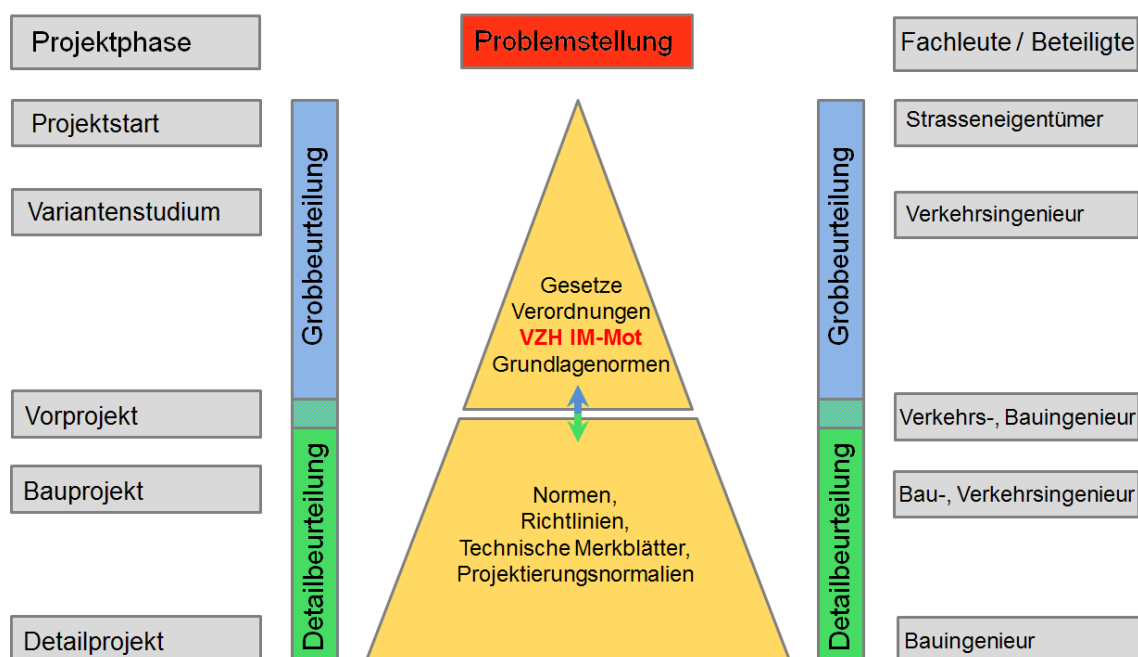 Projektphase
Problemstellung
Fachleute / Beteiligte
Projektstart
Strasseneigentümer
Variantenstudium
Verkehrsingenieur
Grobbeurteilung
Grobbeurteilung
Gesetze
Verordnungen
VZH IM-Mot
Grundlagenormen
Vorprojekt
Verkehrs-, Bauingenieur
Bauprojekt
Bau-, Verkehrsingenieur
Detailbeurteilung
Detailbeurteilung
Normen,
Richtlinien,
Technische Merkblätter,
Projektierungsnormalien
Detailprojekt
Bauingenieur